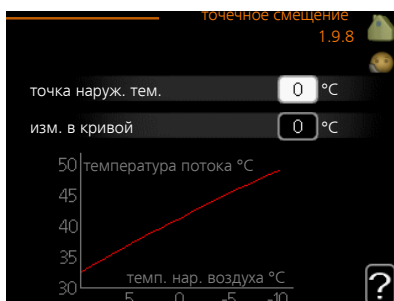 точечное смещение
1.9.8
точка наруж. тем.
0 °C
изм. в кривой
0 °C
50
температура потока °C
45
40
35
30
темп. нар. воздуха °C
5 0 -5 -10
?